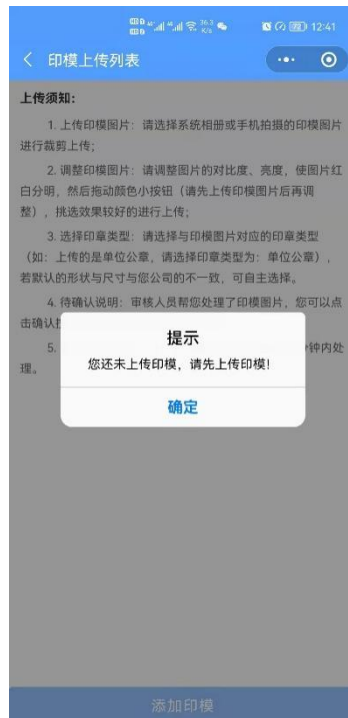 36.3
K/s
12:41
印模上传列表
上传须知:
1. 上传印模图片: 请选择系统相册或手机拍摄的印模图片
进行裁剪上传;
2. 调整印模图片: 请调整图片的对比度、亮度, 使图片红
白分明, 然后拖动颜色小按钮 (请先上传印模图片后再调
整), 挑选效果较好的进行上传;
3. 选择印章类型: 请选择与印模图片对应的印章类型
(如: 上传的是单位公章, 请选择印章类型为: 单位公章),
若默认的形状与尺寸与您公司的不一致, 可自主选择。
4. 待确认说明: 审核人员帮您处理了印模图片, 您可以点
击确认
5.
钟内处
理。
提示
您还未上传印模, 请先上传印模!
确定
添加印模